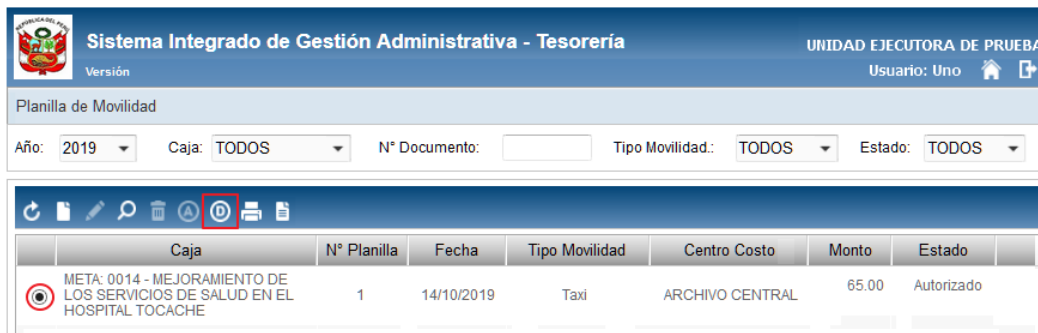 REPÚBLICA DEL PERÚ
Sistema Integrado de Gestión Administrativa - Tesorería
UNIDAD EJECUTORA DE PRUEBA
Versión
Usuario: Uno
Planilla de Movilidad
Año: 2019 Caja: TODOS N° Documento: Tipo Movilidad.: TODOS Estado: TODOS
A D
Caja N° Planilla Fecha Tipo Movilidad Centro Costo Monto Estado
META: 0014 - MEJORAMIENTO DE
LOS SERVICIOS DE SALUD EN EL
HOSPITAL TOCACHE
1 14/10/2019 Taxi ARCHIVO CENTRAL 65.00 Autorizado